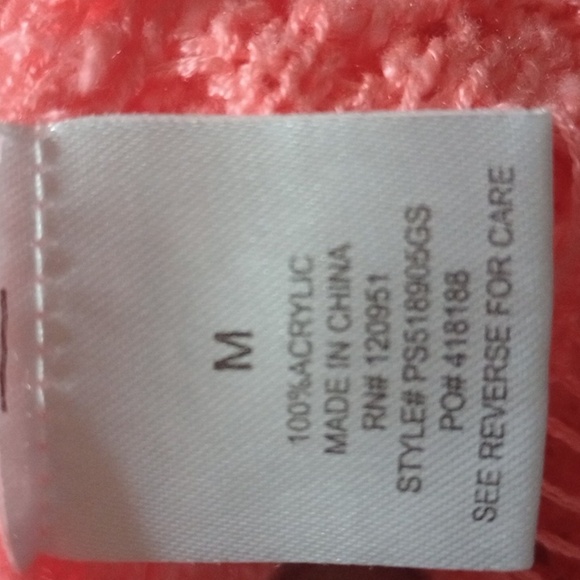 M
100%ACRYLIC
MADE IN CHINA
RN# 120951
STYLE# PS518905GS
PO# 418188
SEE REVERSE FOR CARE